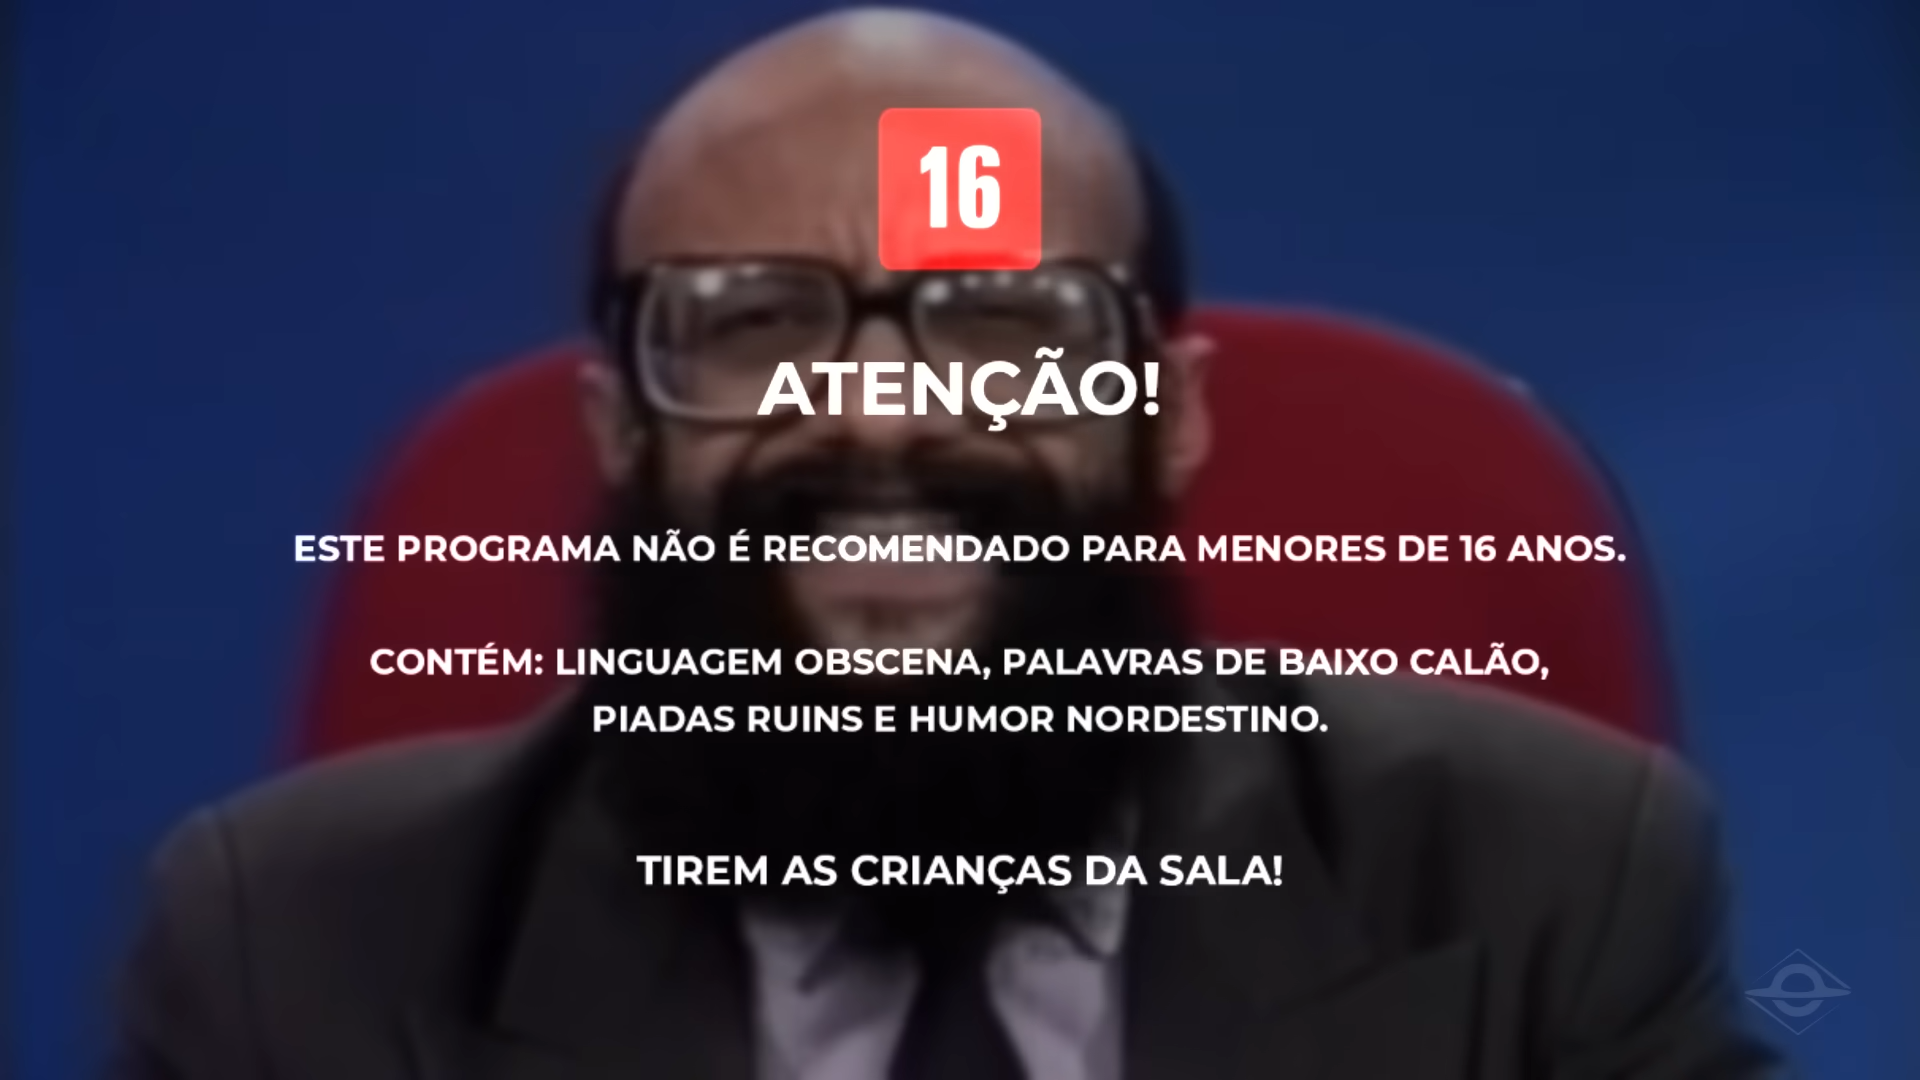 16
ATENÇÃO!
ESTE PROGRAMA NÃO É RECOMENDADO PARA MENORES DE 16 ANOS.
CONTÉM: LINGUAGEM OBSCENA, PALAVRAS DE BAIXO CALÃO,
PIADAS RUINS E HUMOR NORDESTINO.
TIREM AS CRIANÇAS DA SALA!